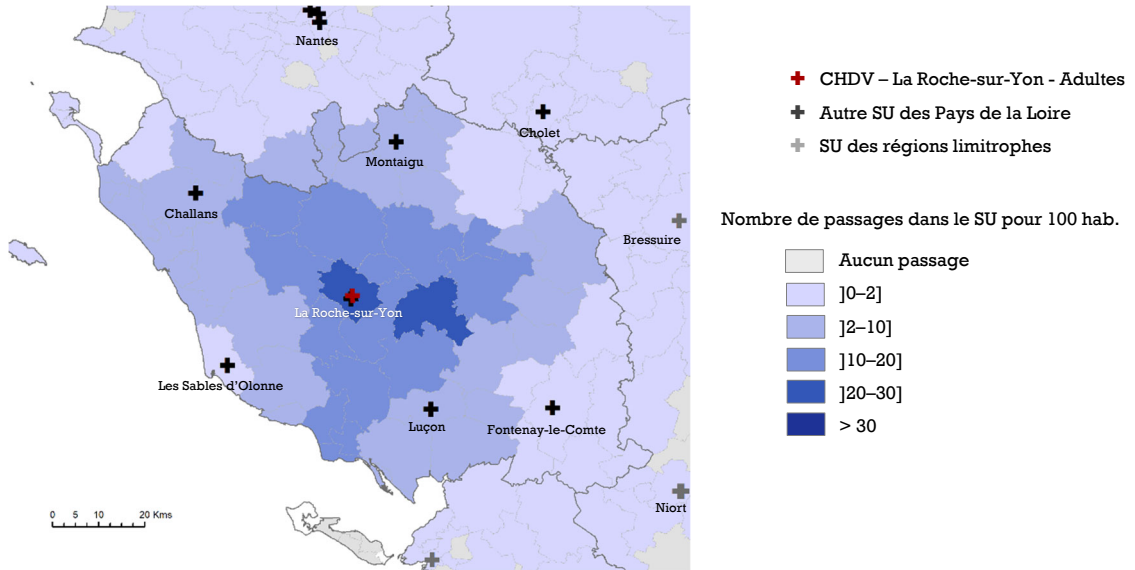 Nantes
Cholet
Montaigu
Challans
Bressuire
La Roche-sur-Yon
Les Sables d'Olonne
Luçon
Fontenay-le-Comte
Niort
0 5 10 20 Kms
CHDV – La Roche-sur-Yon - Adultes
Autre SU des Pays de la Loire
SU des régions limitrophes
Nombre de passages dans le SU pour 100 hab.
Aucun passage
]0–2]
]2–10]
]10–20]
]20–30]
> 30